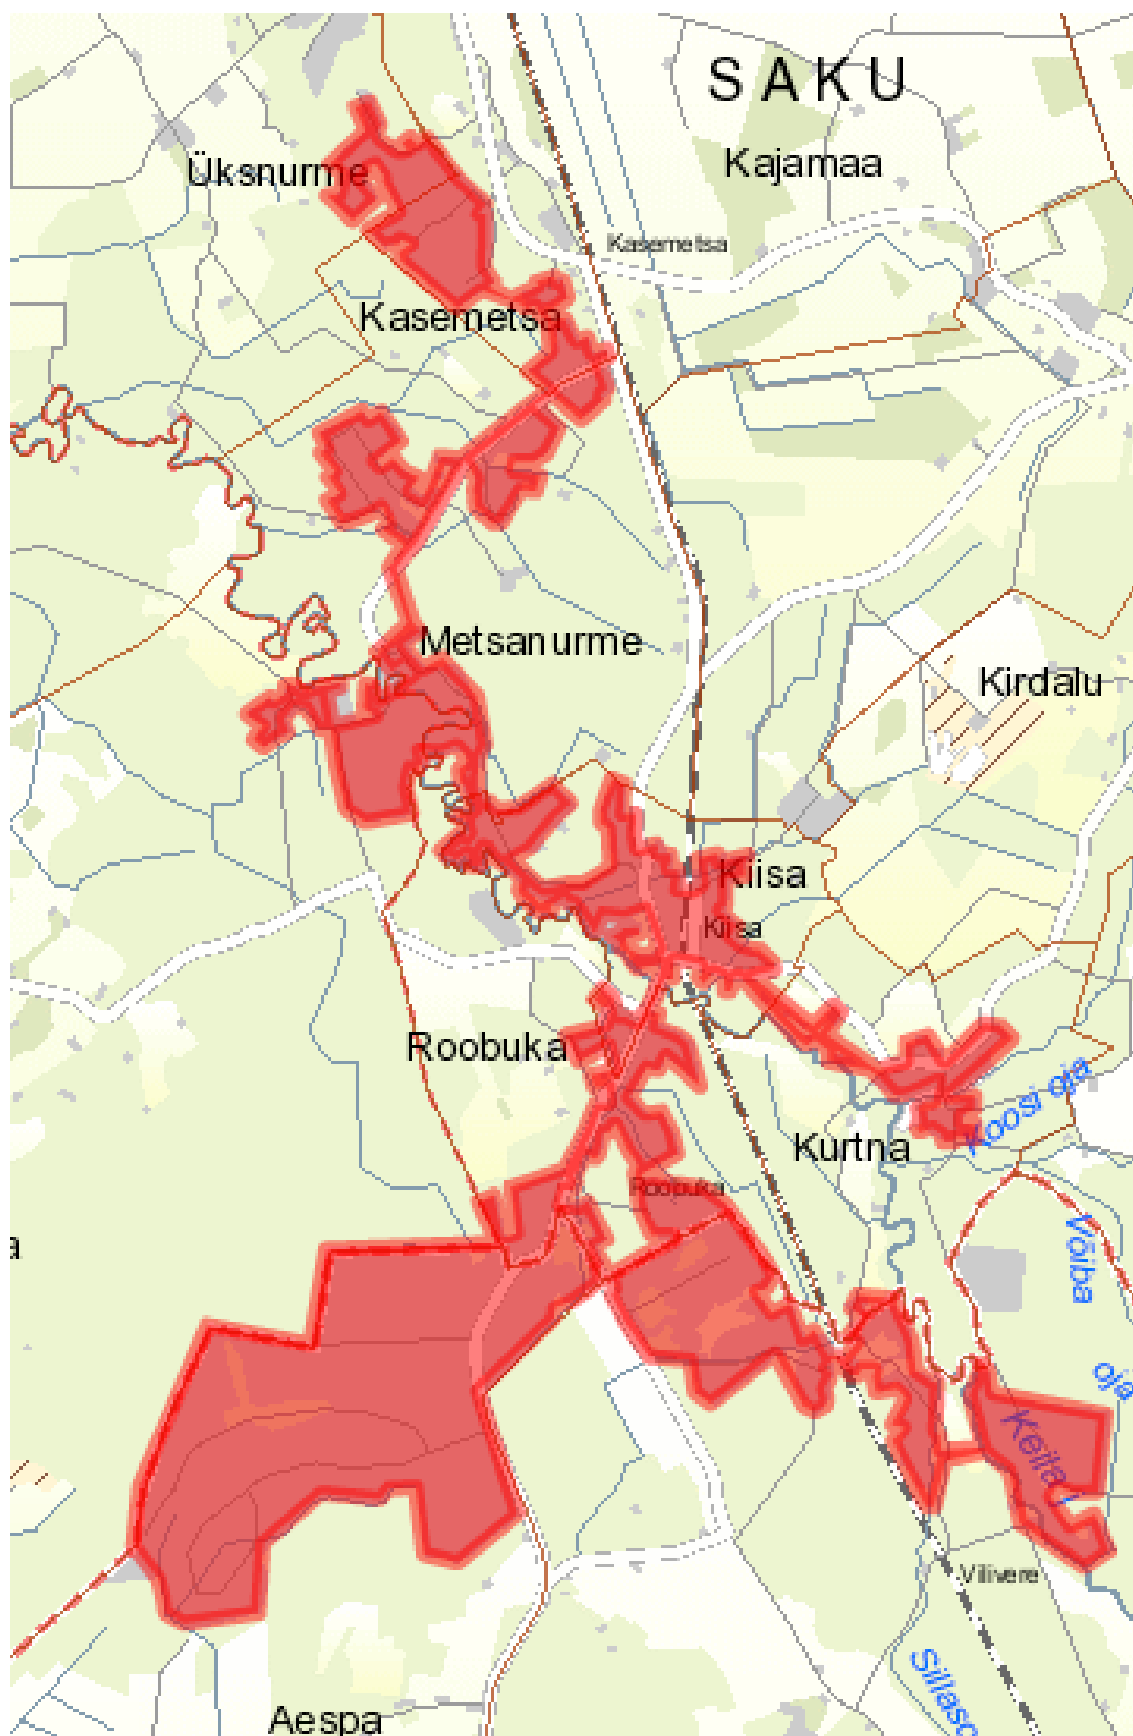 SAKU
Kajamaa
Üksnurme
Kasemetsa
Kasemetsa
Metsanurme
Kirdalu
Kiisa
Kiisa
Roobuka
Koosi oja
Kurtna
Roobuka
Võiba
oja
a
Keila j
Vilivere
Sillaso
Aespa